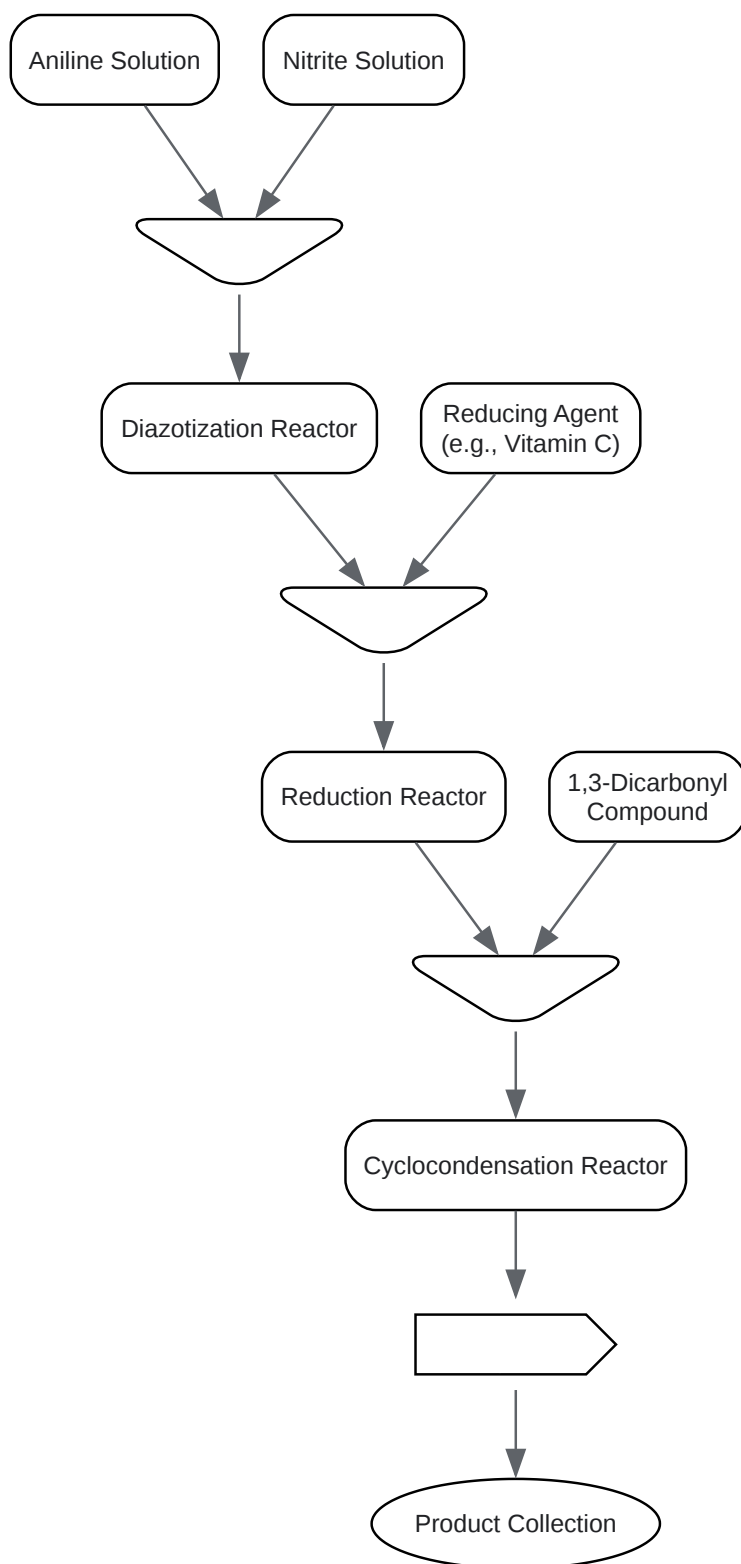 Aniline Solution
Nitrite Solution
Diazotization Reactor
Reducing Agent
(e.g., Vitamin C)
Reduction Reactor
1,3-Dicarbonyl
Compound
Cyclocondensation Reactor
Product Collection